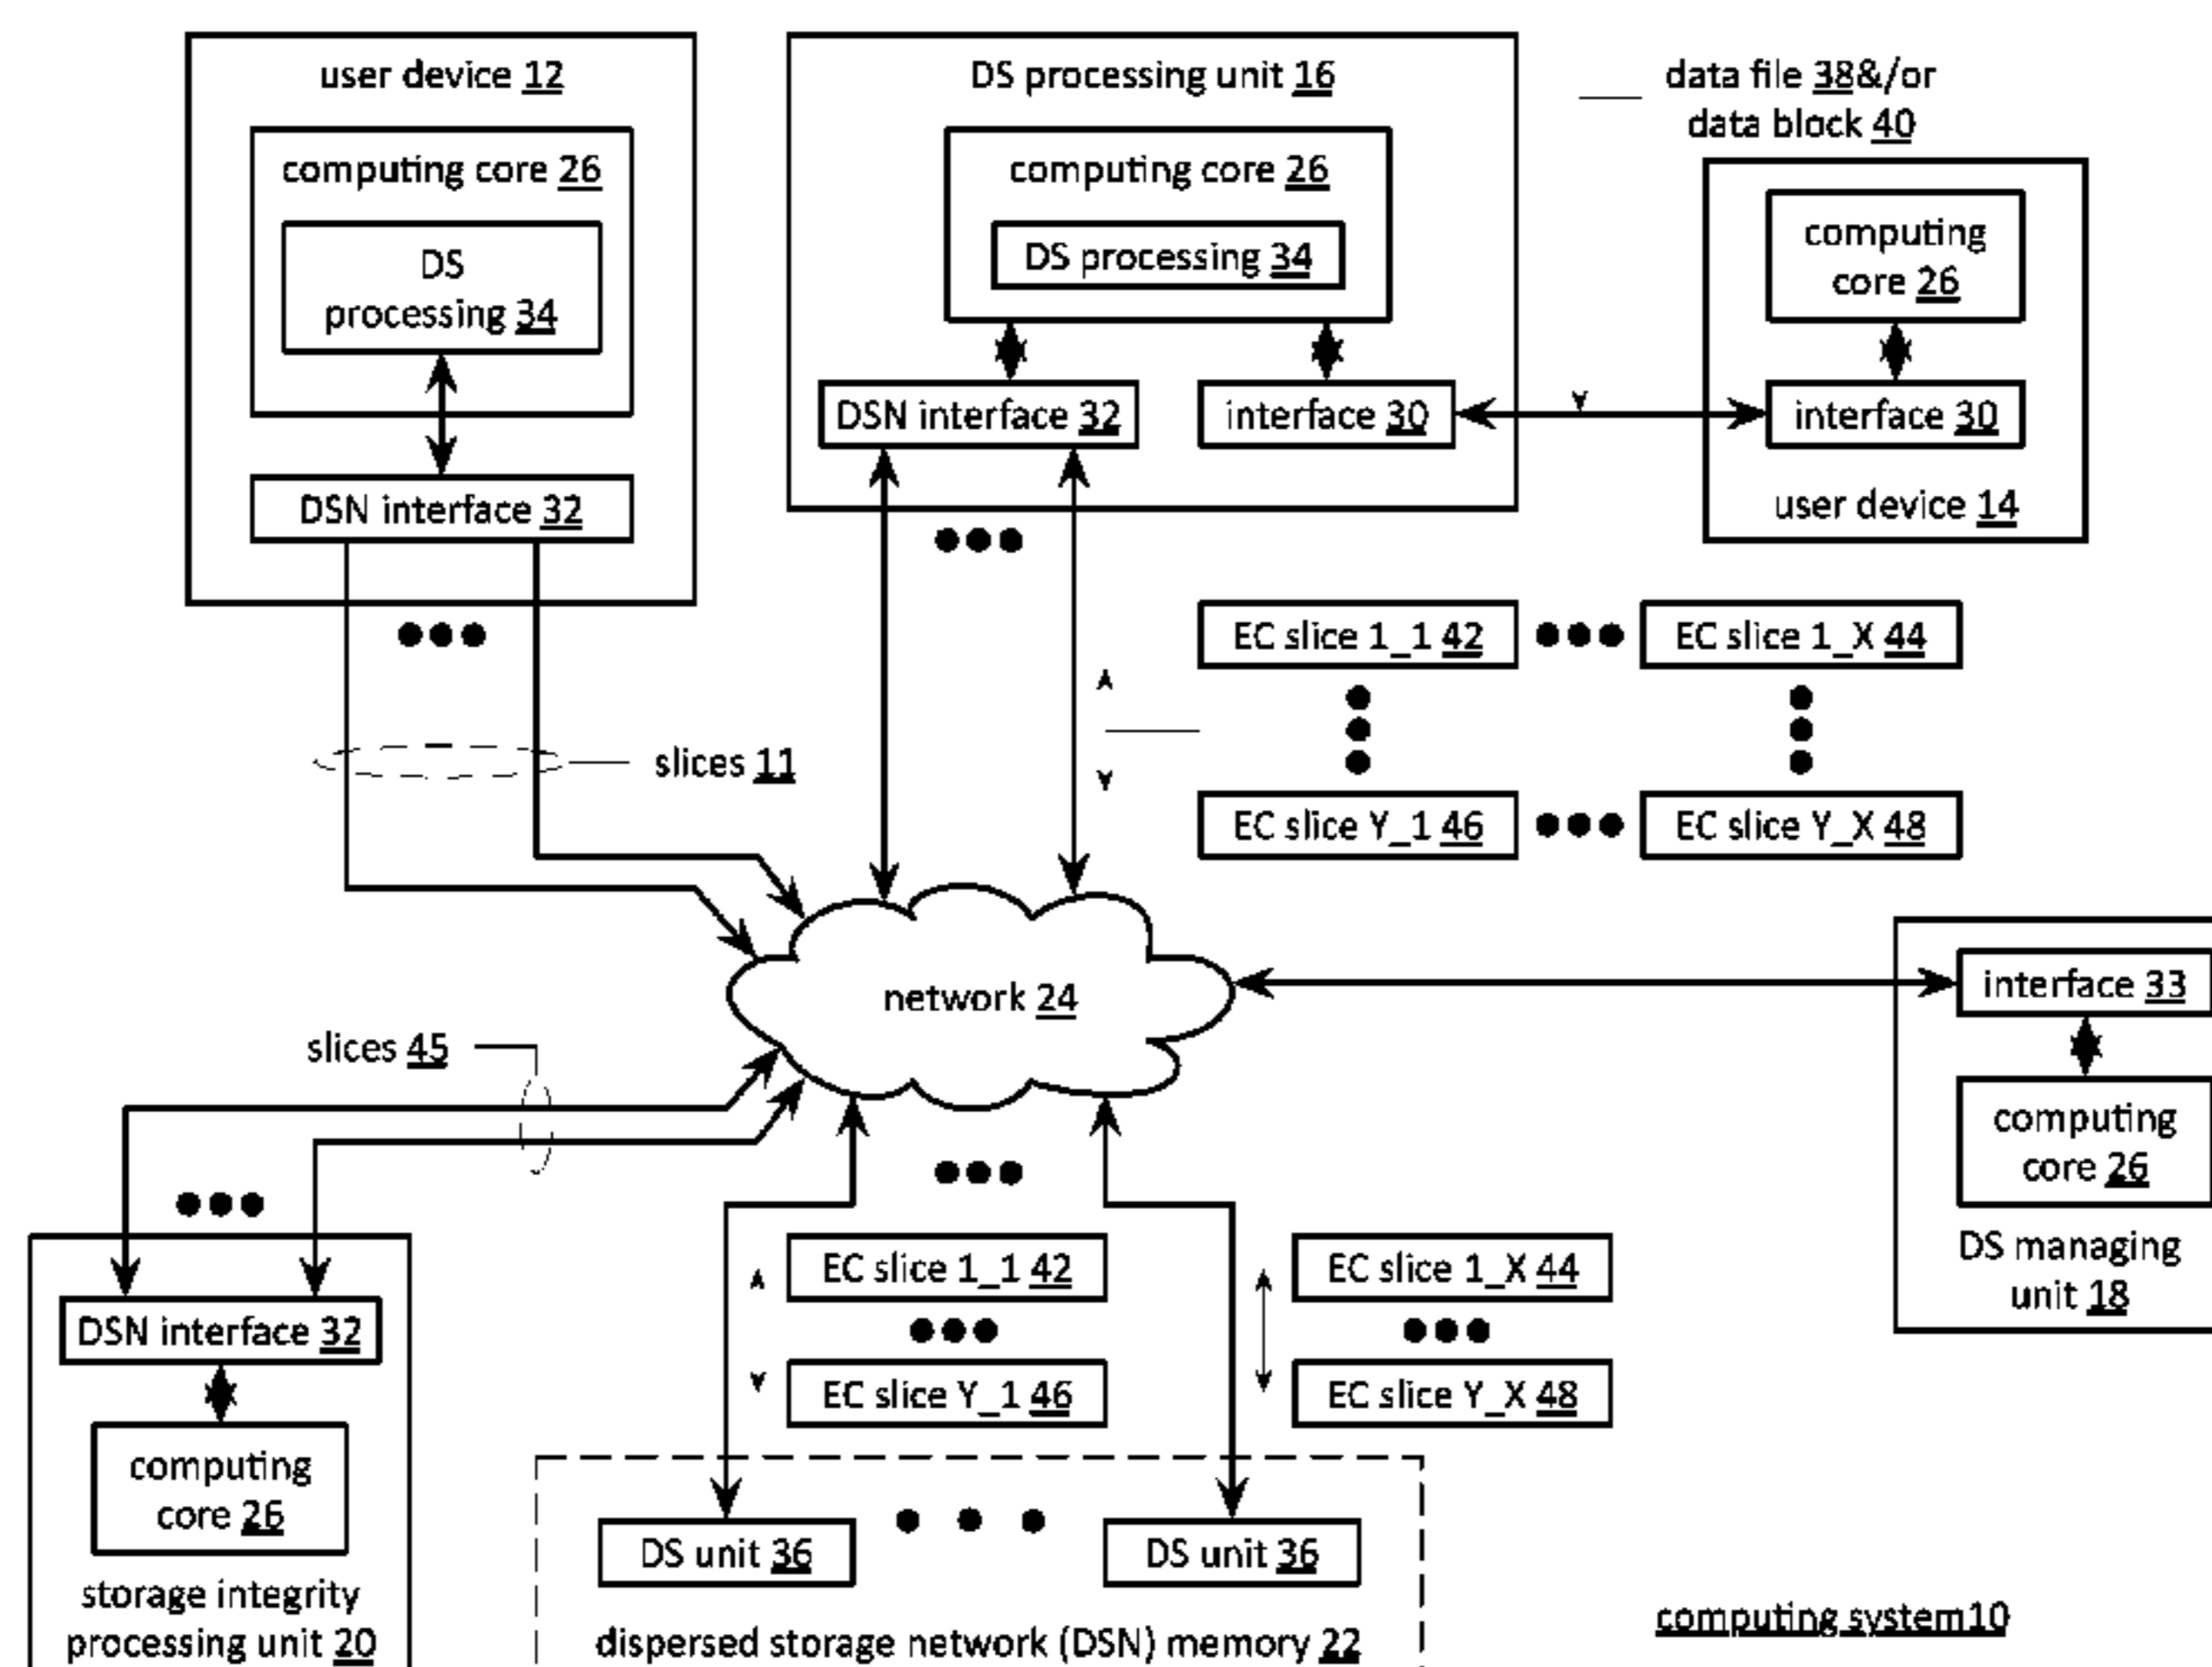 user device 12
computing core 26
DS
processing 34
DSN interface 32
DS processing unit 16
computing core 26
DS processing 34
DSN interface 32
interface 30
data file 38&/or
data block 40
computing
core 26
interface 30
user device 14
EC slice 1_1 42
EC slice 1_X 44
EC slice Y_1 46
EC slice Y_X 48
slices 11
network 24
interface 33
computing
core 26
DS managing
unit 18
slices 45
DSN interface 32
computing
core 26
storage integrity
processing unit 20
EC slice 1_1 42
EC slice Y_1 46
EC slice 1_X 44
EC slice Y_X 48
DS unit 36
DS unit 36
dispersed storage network (DSN) memory 22
computing system10